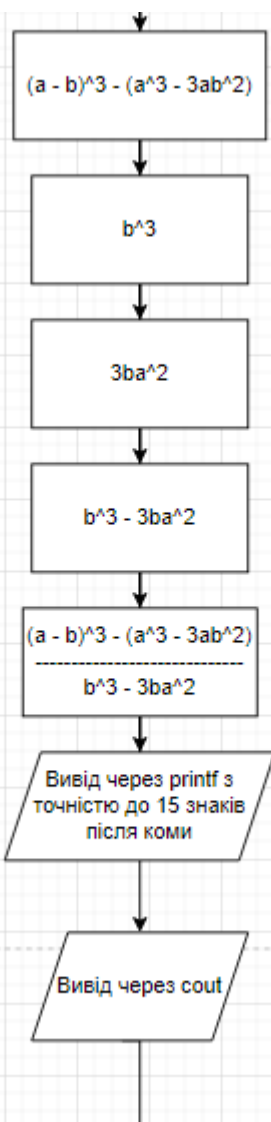 (a - b)^3 - (a^3 - 3ab^2)
b^3
3ba^2
b^3 - 3ba^2
(a - b)^3 - (a^3 - 3ab^2)
------------------------------
b^3 - 3ba^2
Вивід через printf з
точністю до 15 знаків
після коми
Вивід через cout